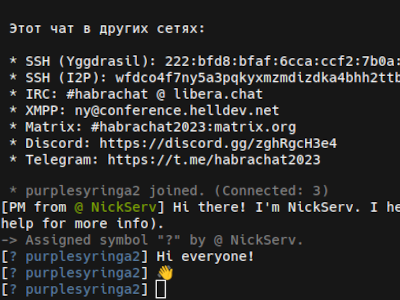 Этот чат в других сетях:
* SSH (Yggdrasil): 222:bfd8:bfaf:6cca:ccf2:7b0a:
* SSH (I2P): wfdco4f7ny5a3pqkyxmzmdizdka4bhh2ttb
* IRC: #habrachat @ libera.chat
* XMPP: ny@conference.helldev.net
* Matrix: #habrachat2023:matrix.org
* Discord: https://discord.gg/zghRgcH3e4
* Telegram: https://t.me/habrachat2023
* purplesyringa2 joined. (Connected: 3)
[PM from @ NickServ] Hi there! I'm NickServ. I he
help for more info).
-> Assigned symbol "?" by @ NickServ.
[? purplesyringa2] Hi everyone!
[? purplesyringa2] 👋
[? purplesyringa2]